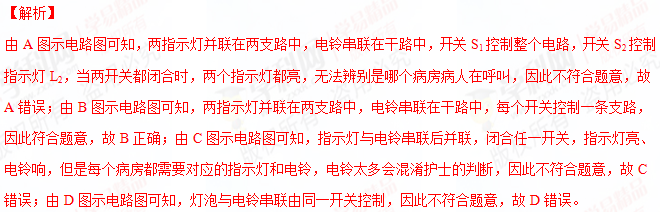 【解析】
由 A 图示电路图可知，两指示灯并联在两支路中，电铃串联在干路中，开关 S₁控制整个电路，开关 S₂控制
指示灯 L₂，当两开关都闭合时，两个指示灯都亮，无法辨别是哪个病房病人在呼叫，因此不符合题意，故
A 错误；由 B 图示电路图可知，两指示灯并联在两支路中，电铃串联在干路中，每个开关控制一条支路，
因此符合题意，故 B 正确；由 C 图示电路图可知，指示灯与电铃串联后并联，闭合任一开关，指示灯亮、
电铃响，但是每个病房都需要对应的指示灯和电铃，电铃太多会混淆护士的判断，因此不符合题意，故 C
错误；由 D 图示电路图可知，灯泡与电铃串联由同一开关控制，因此不符合题意，故 D 错误。